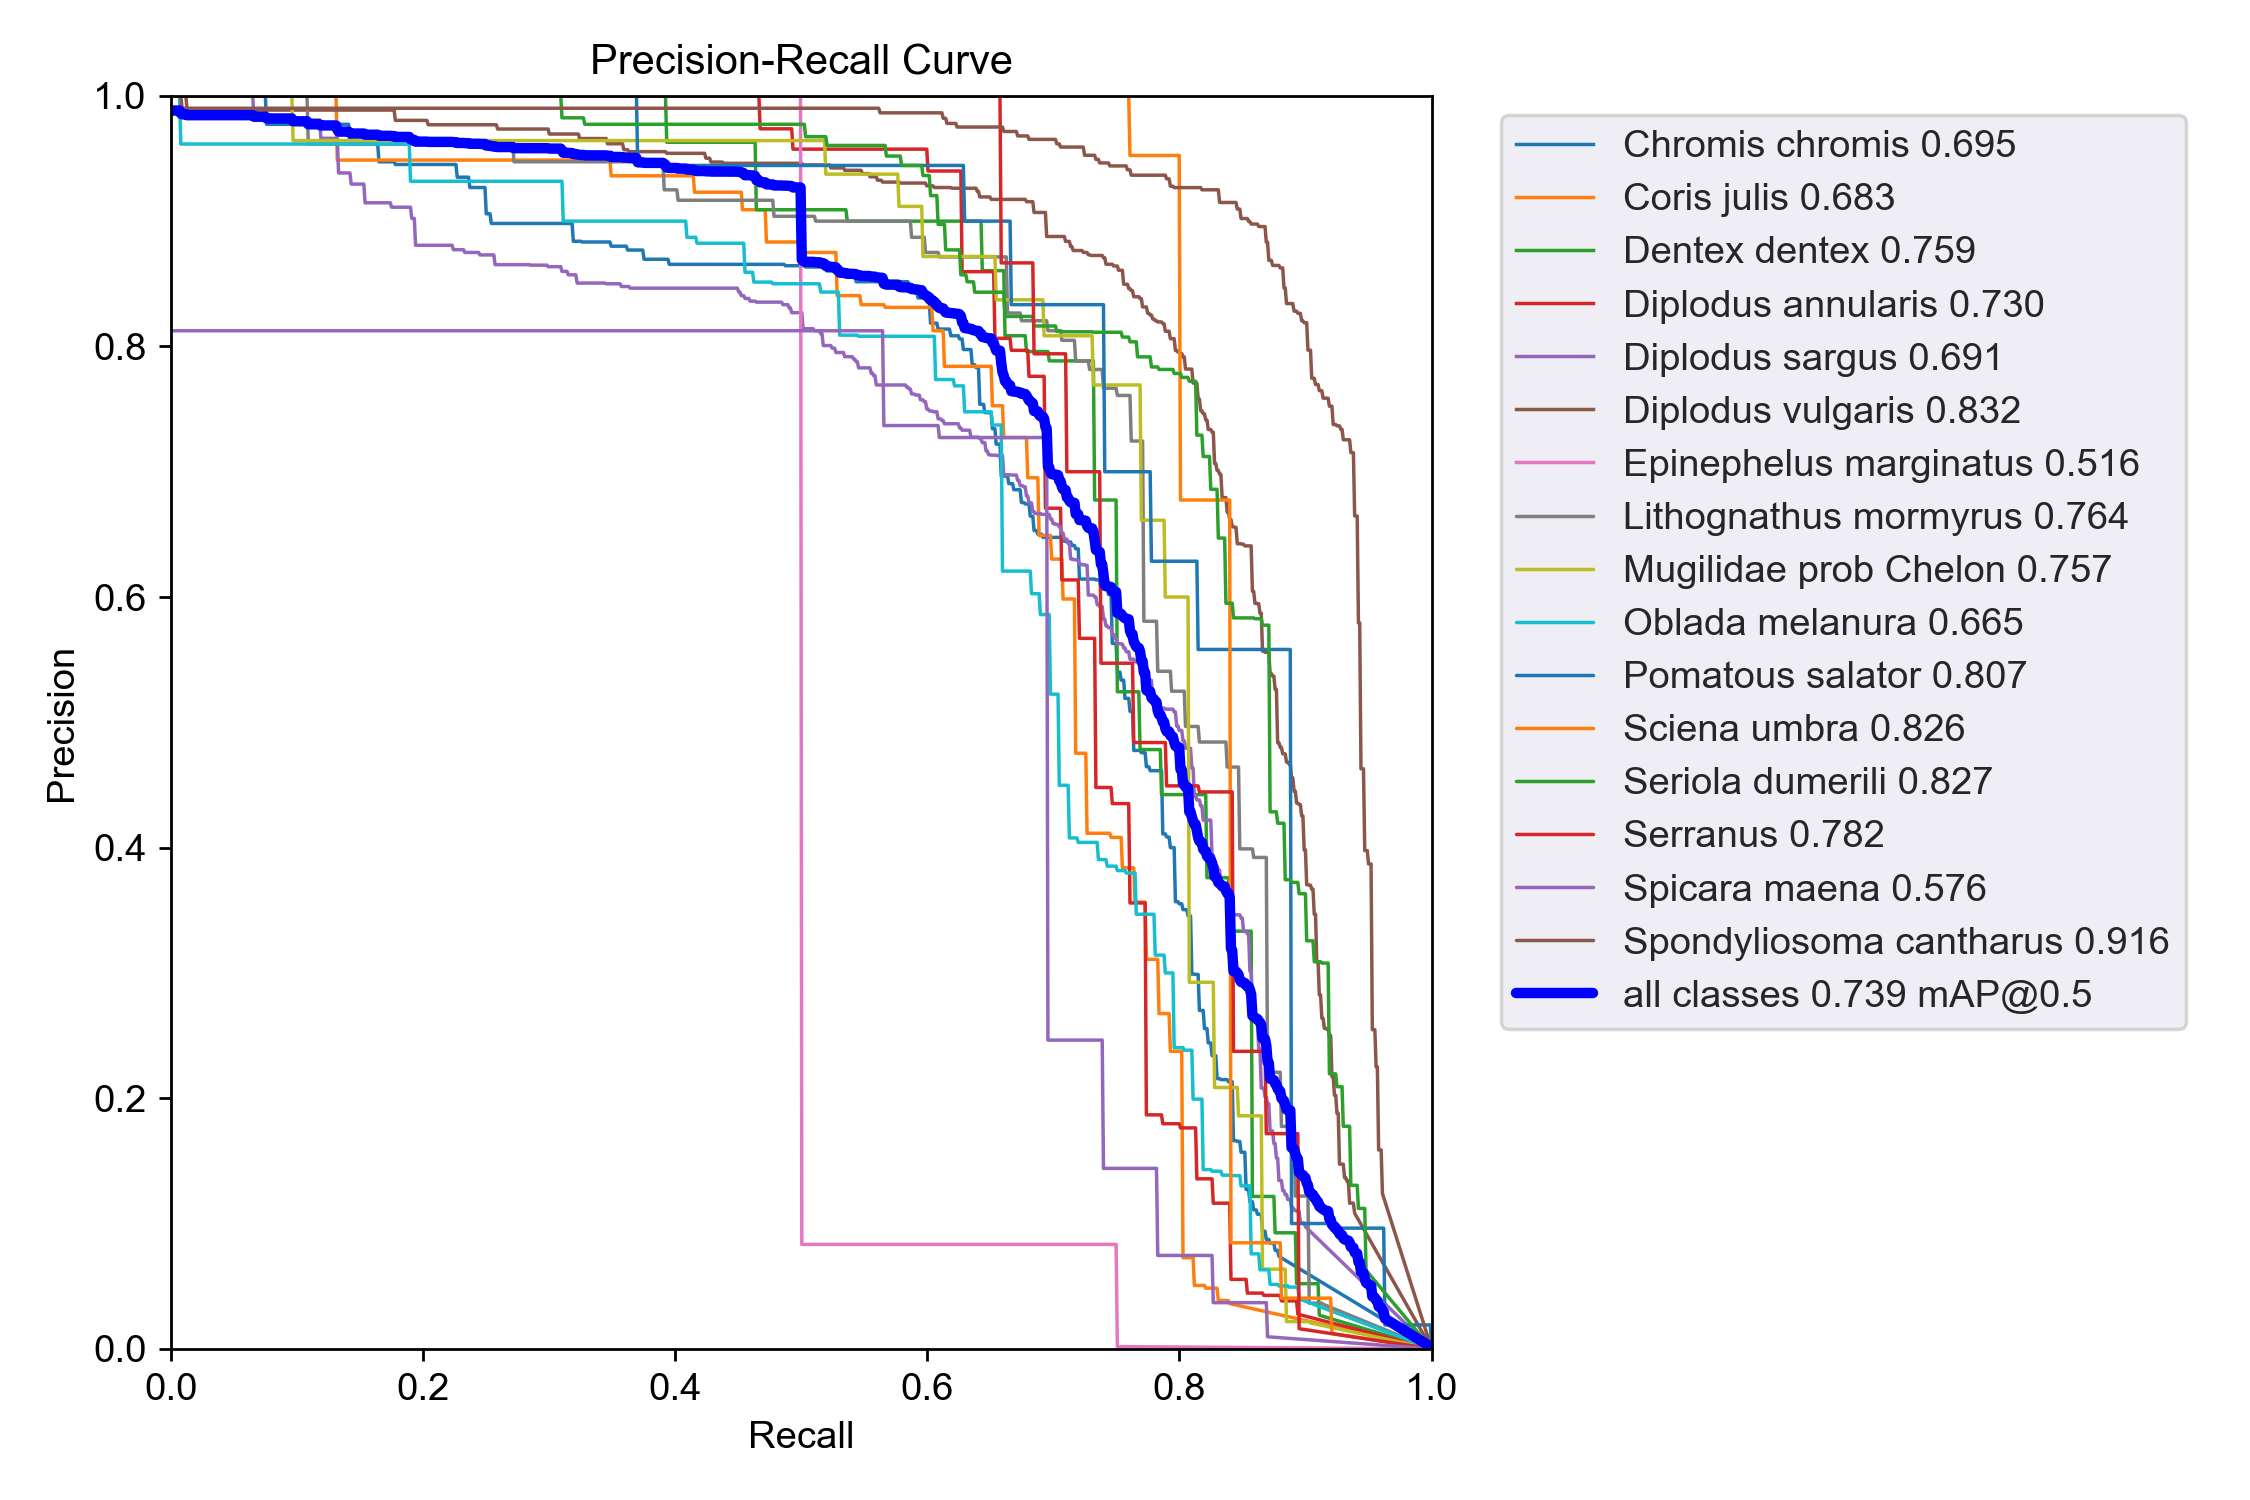 Precision-Recall Curve
1.0
0.8
0.6
0.4
0.2
0.0
Precision
0.0 0.2 0.4 0.6 0.8 1.0
Recall
Chromis chromis 0.695
Coris julis 0.683
Dentex dentex 0.759
Diplodus annularis 0.730
Diplodus sargus 0.691
Diplodus vulgaris 0.832
Epinephelus marginatus 0.516
Lithognathus mormyrus 0.764
Mugilidae prob Chelon 0.757
Oblada melanura 0.665
Pomatous salator 0.807
Sciena umbra 0.826
Seriola dumerili 0.827
Serranus 0.782
Spicara maena 0.576
Spondyliosoma cantharus 0.916
all classes 0.739 mAP@0.5